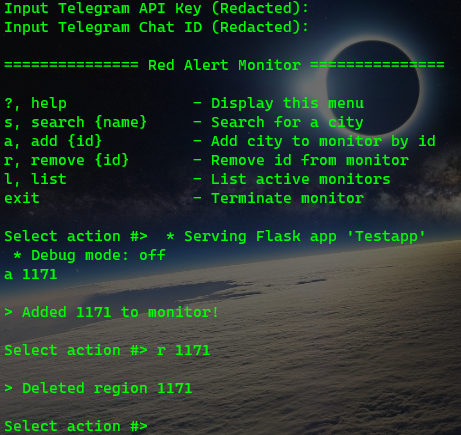 Input Telegram API Key (Redacted):
Input Telegram Chat ID (Redacted):
=============== Red Alert Monitor ===============
?, help - Display this menu
s, search {name} - Search for a city
a, add {id} - Add city to monitor by id
r, remove {id} - Remove id from monitor
l, list - List active monitors
exit - Terminate monitor
Select action #> * Serving Flask app 'Testapp'
* Debug mode: off
a 1171
> Added 1171 to monitor!
Select action #> r 1171
> Deleted region 1171
Select action #>